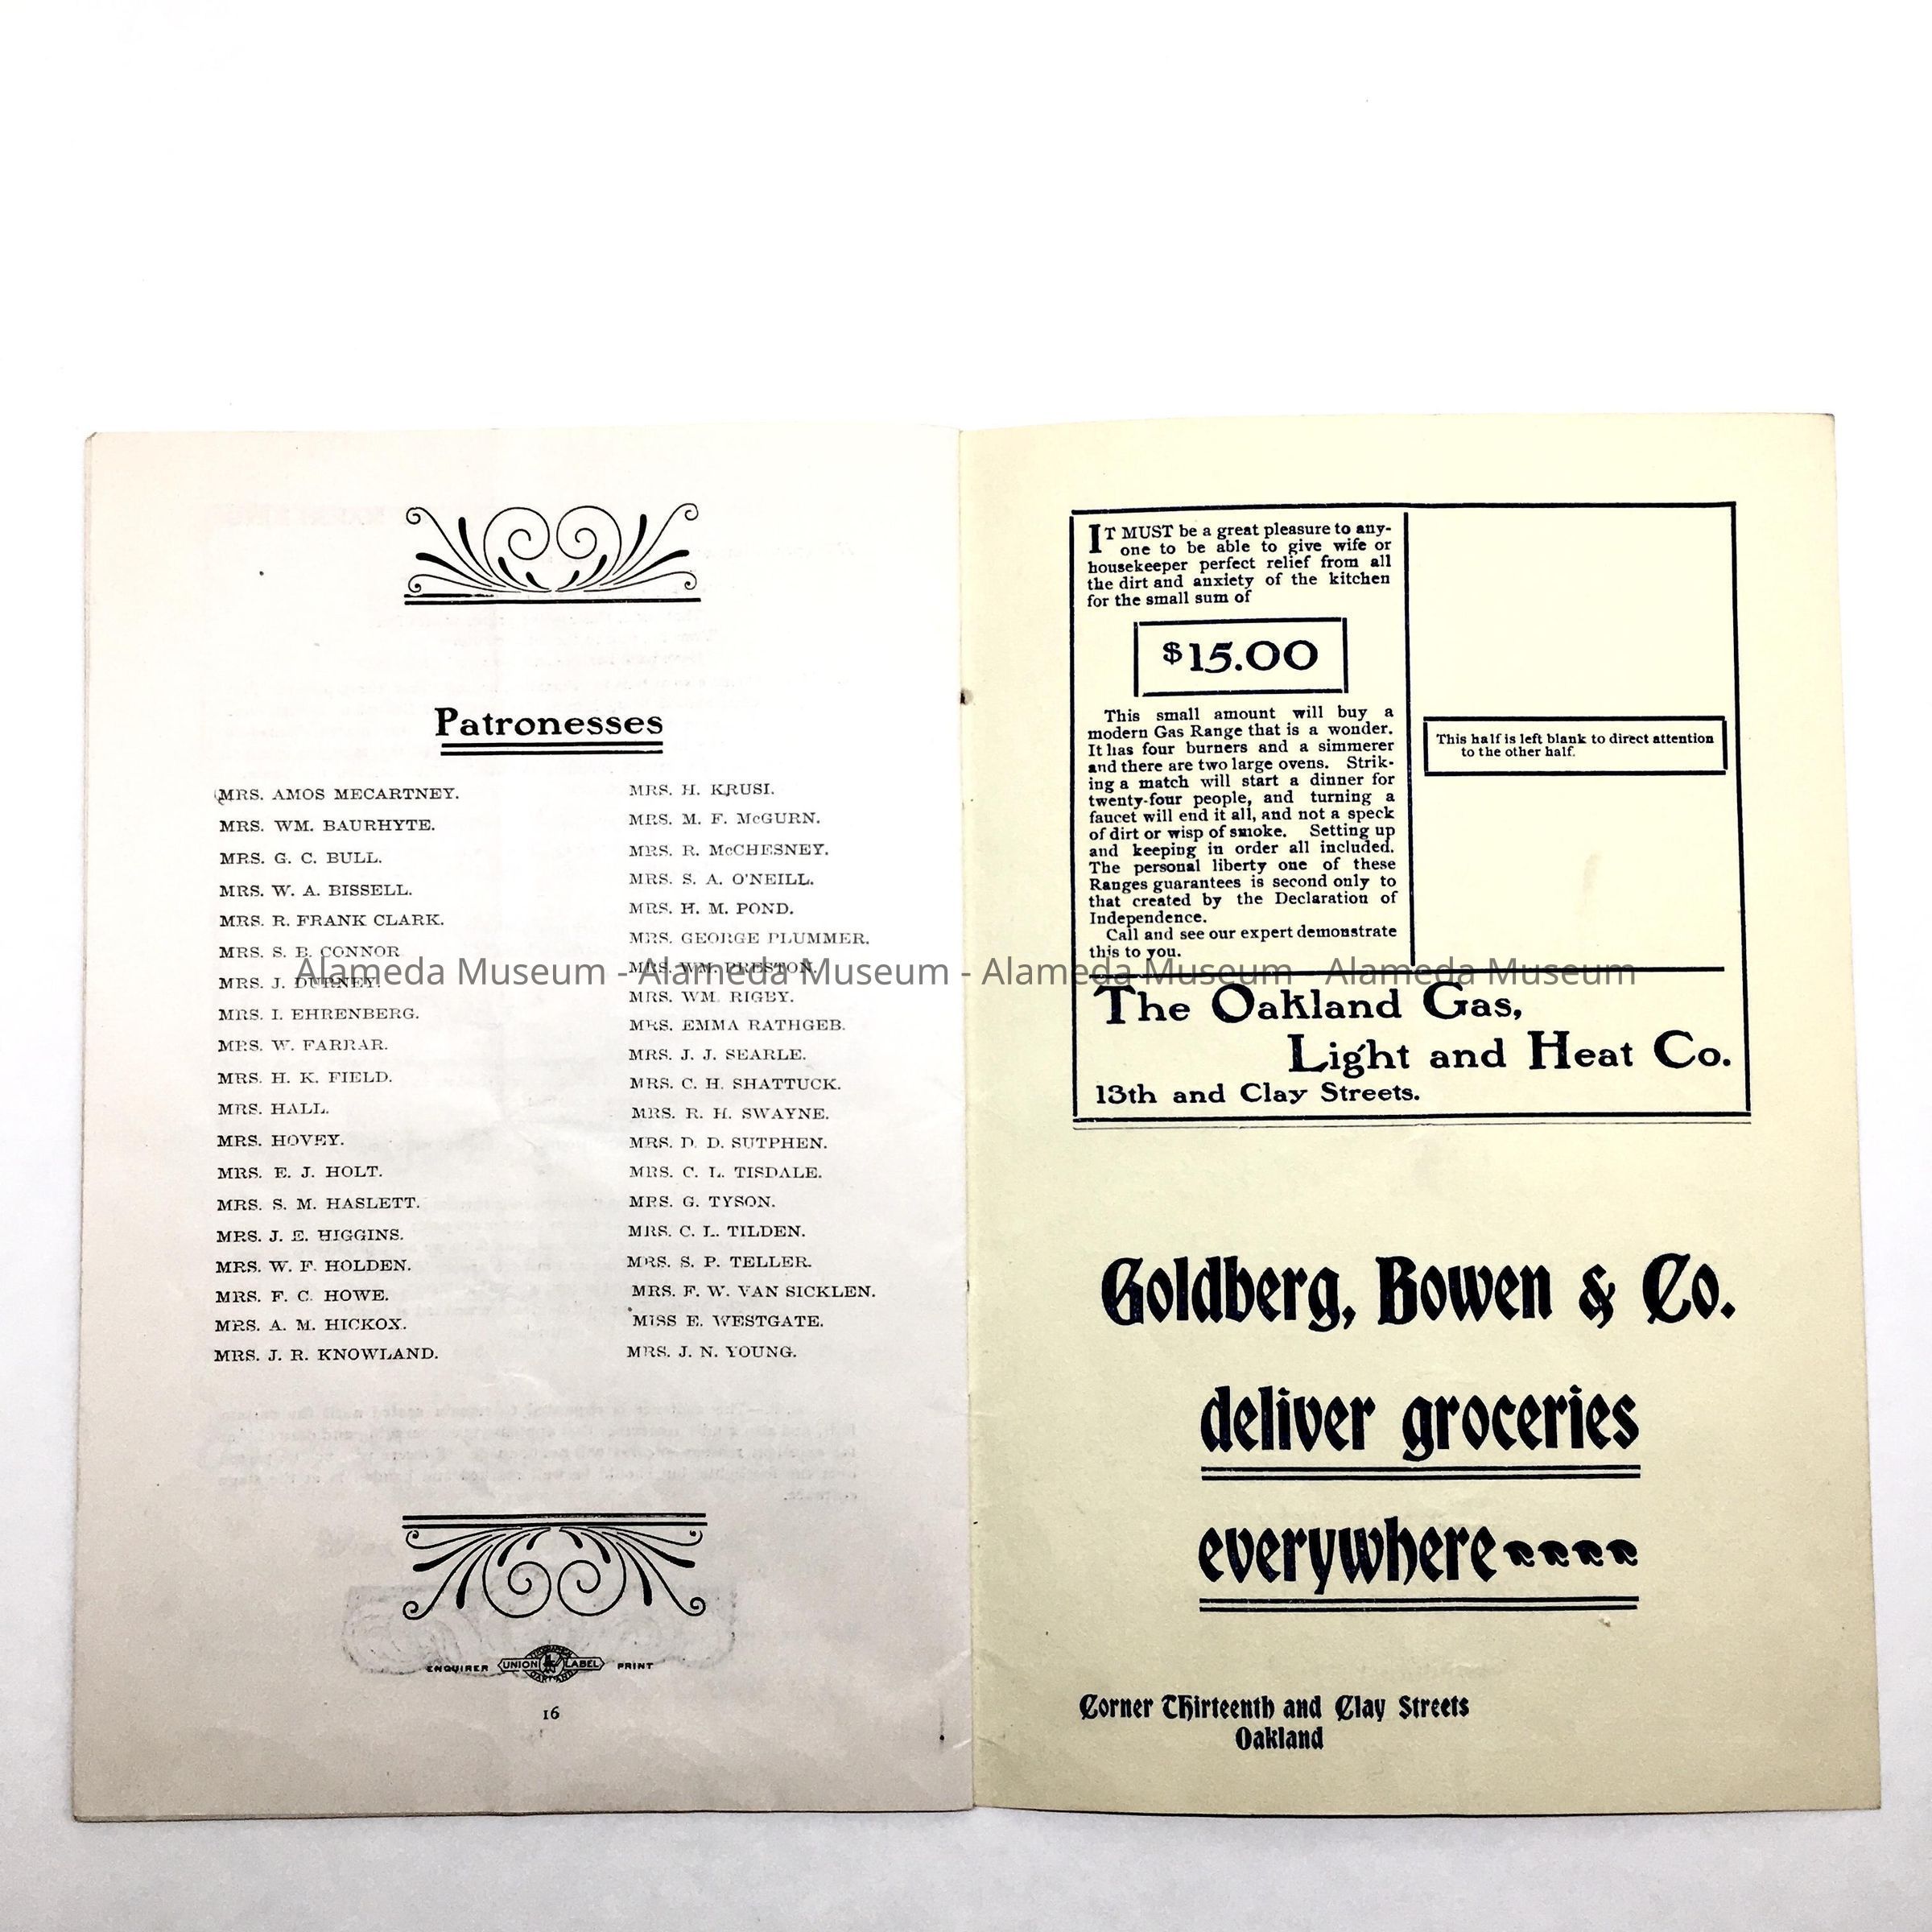 Patronesses
MRS. AMOS MECARTNEY.
MRS. WM. BAURHYTE.
MRS. G. C. BULL.
MRS. W. A. BISSELL.
MRS. R. FRANK CLARK.
MRS. S. E. CONNOR
MRS. J. DURNEY.
MRS. I. EHRENBERG.
MRS. W. FARRAR.
MRS. H. K. FIELD.
MRS. HALL.
MRS. HOVEY.
MRS. E. J. HOLT.
MRS. S. M. HASLETT.
MRS. J. E. HIGGINS.
MRS. W. F. HOLDEN.
MRS. F. C. HOWE.
MRS. A. M. HICKOX.
MRS. J. R. KNOWLAND.
MRS. H. KRUSI.
MRS. M. F. McGURN.
MRS. R. McCHESNEY.
MRS. S. A. O'NEILL.
MRS. H. M. POND.
MRS. GEORGE PLUMMER.
MRS. WM. PRESTON.
MRS. WM. RIGBY.
MRS. EMMA RATHGEB.
MRS. J. J. SEARLE.
MRS. C. H. SHATTUCK.
MRS. R. H. SWAYNE.
MRS. D. D. SUTPHEN.
MRS. C. L. TISDALE.
MRS. G. TYSON.
MRS. C. L. TILDEN.
MRS. S. P. TELLER.
MRS. F. W. VAN SICKLEN.
MISS E. WESTGATE.
MRS. J. N. YOUNG.
ENQUIRER UNION LABEL PRINT
16
IT MUST be a great pleasure to any-
one to be able to give wife or
housekeeper perfect relief from all
the dirt and anxiety of the kitchen
for the small sum of
$15.00
This small amount will buy a
modern Gas Range that is a wonder.
It has four burners and a simmerer
and there are two large ovens. Strik-
ing a match will start a dinner for
twenty-four people, and turning a
faucet will end it all, and not a speck
of dirt or wisp of smoke. Setting up
and keeping in order all included.
The personal liberty one of these
Ranges guarantees is second only to
that created by the Declaration of
Independence.
Call and see our expert demonstrate
this to you.
This half is left blank to direct attention
to the other half.
The Oakland Gas,
Light and Heat Co.
13th and Clay Streets.
Goldberg, Bowen & Co.
deliver groceries
everywhere
Corner Thirteenth and Clay Streets
Oakland
Alameda Museum - Alameda Museum - Alameda Museum - Alameda Museum